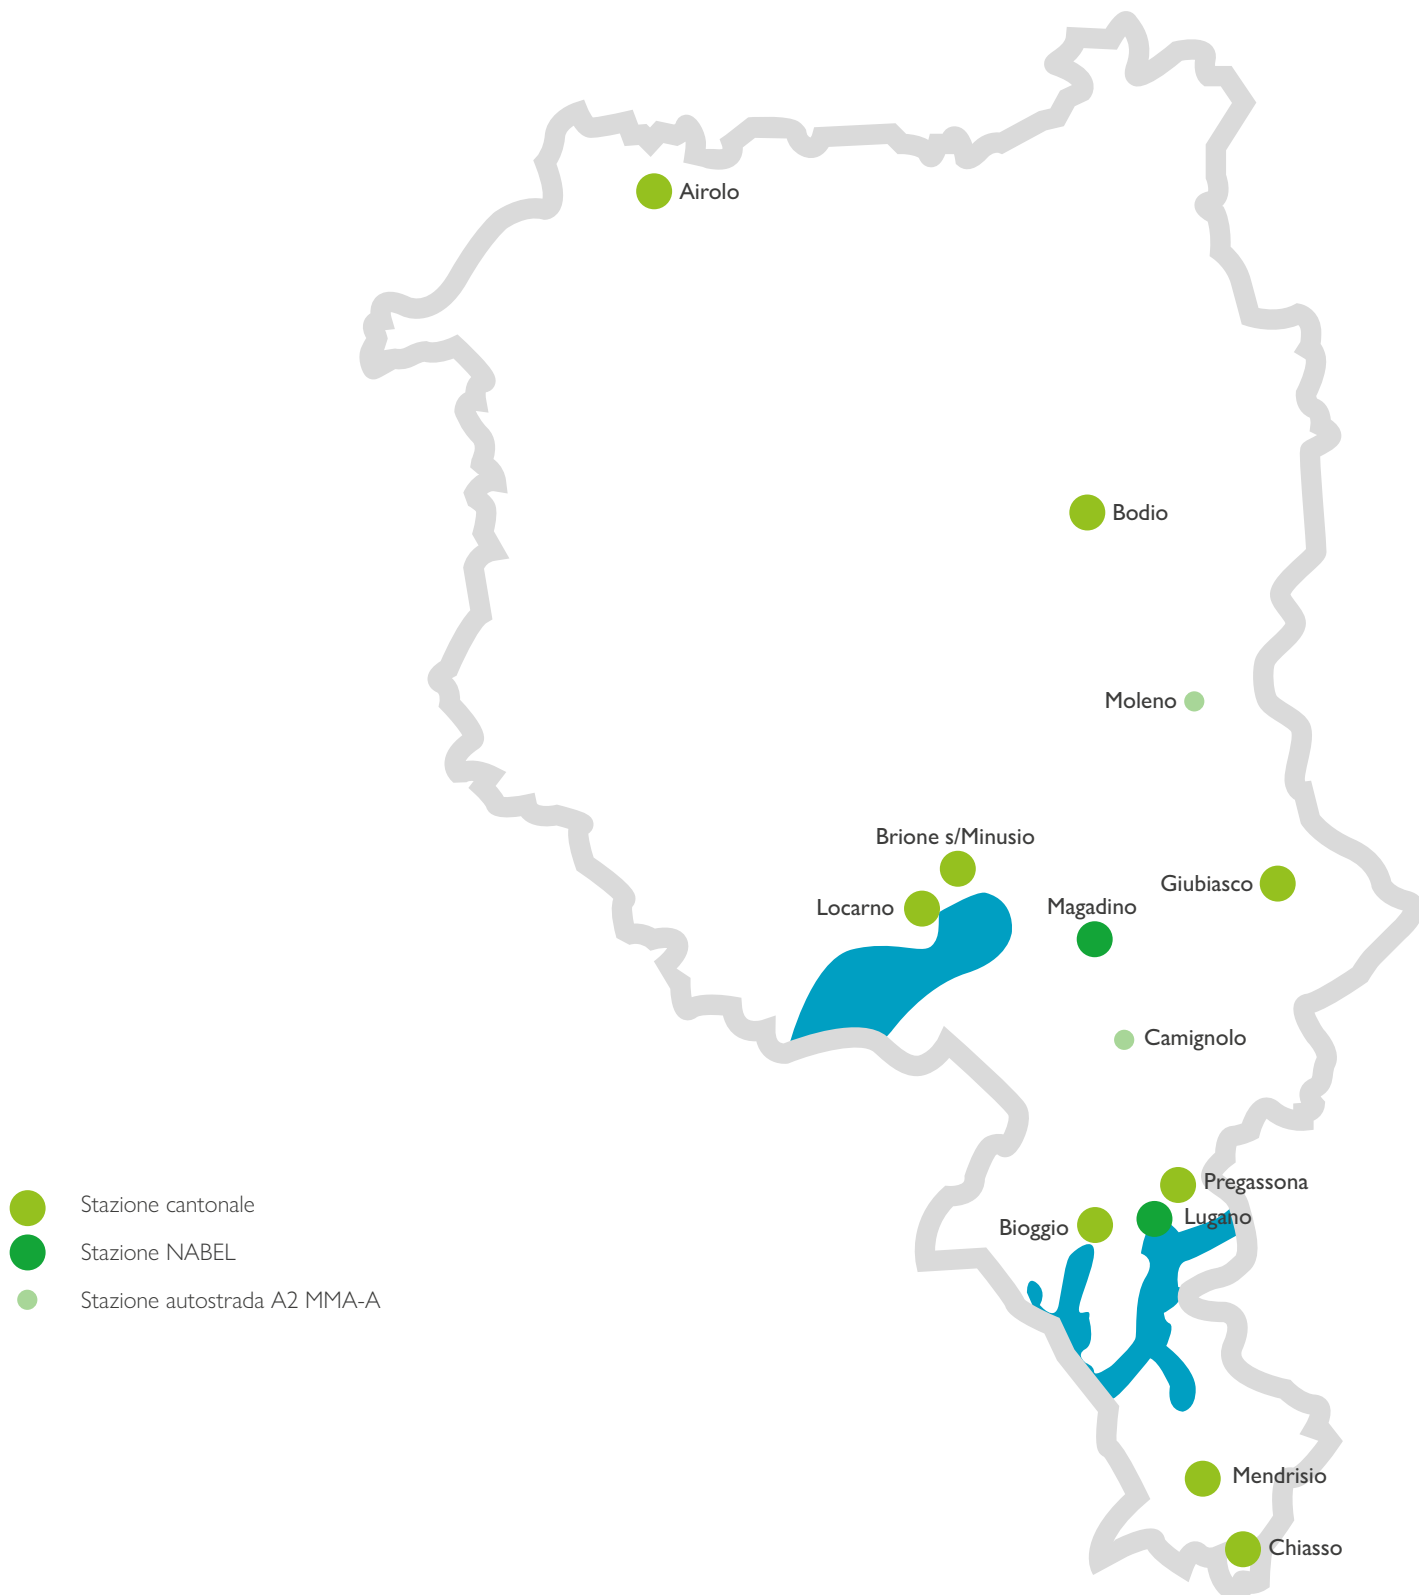 Airolo
Bodio
Moleno
Brione s/Minusio
Giubiasco
Locarno
Magadino
Camignolo
Pregassona
Lugano
Bioggio
Stazione cantonale
Stazione NABEL
Stazione autostrada A2 MMA-A
Mendrisio
Chiasso